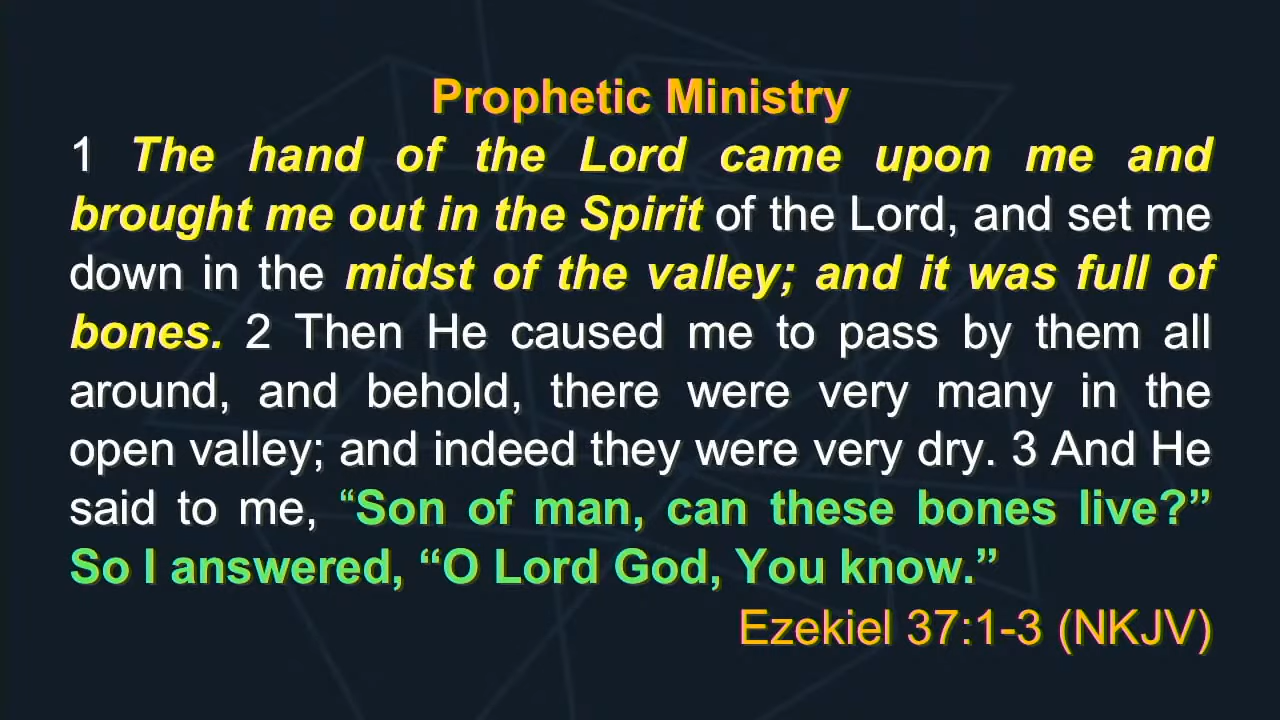 Prophetic Ministry
1 The hand of the Lord came upon me and
brought me out in the Spirit of the Lord, and set me
down in the midst of the valley; and it was full of
bones. 2 Then He caused me to pass by them all
around, and behold, there were very many in the
open valley; and indeed they were very dry. 3 And He
said to me, “Son of man, can these bones live?”
So I answered, “O Lord God, You know.”
Ezekiel 37:1-3 (NKJV)